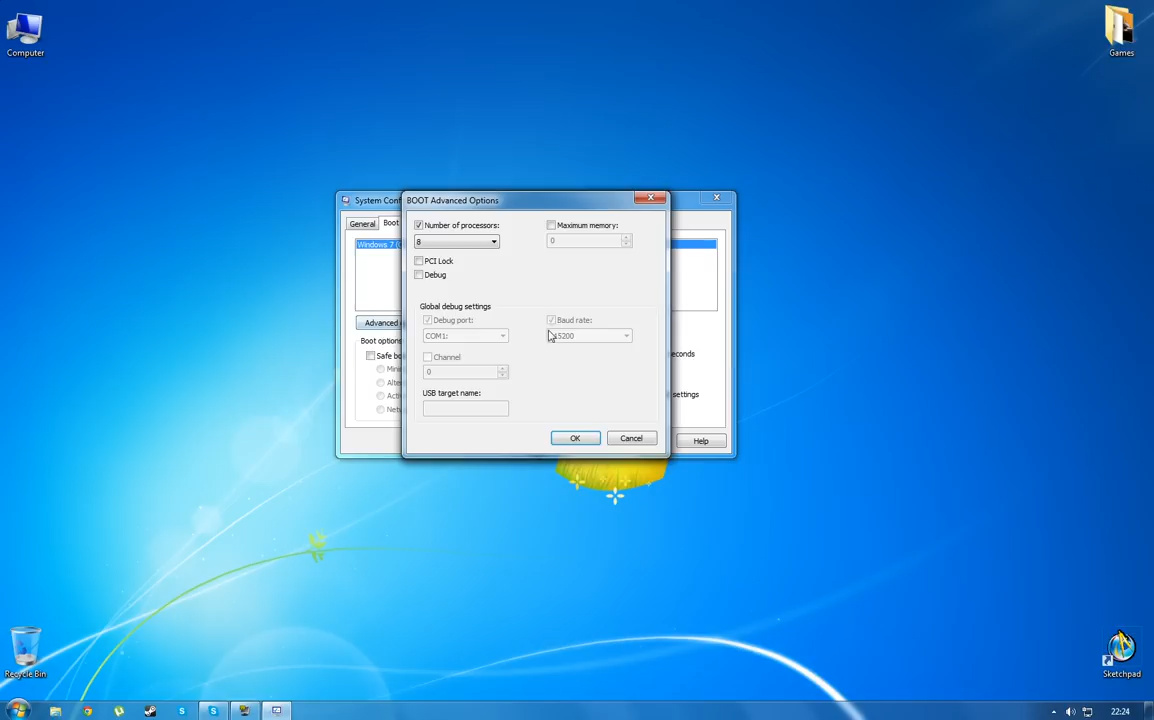 Computer
Games
System Conf
BOOT Advanced Options
General
Boot
Number of processors:
Maximum memory:
8
0
Windows 7 (
PCI Lock
Debug
Global debug settings
Advanced
Debug port:
Baud rate:
COM1:
Boot options
Safe bo
Channel
econds
0
USB target name:
settings
OK
Cancel
Help
Recycle Bin
Sketchpad
22:24